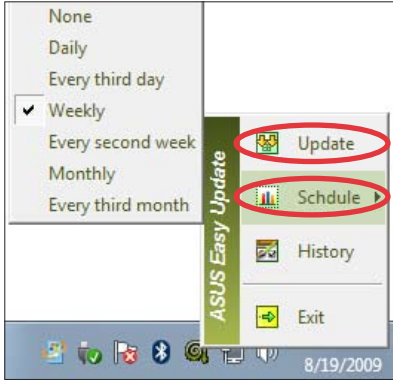 None
Daily
Every third day
Weekly
Every second week
Monthly
Every third month
ASUS Easy Update
Update
Schdule
History
Exit
8/19/2009